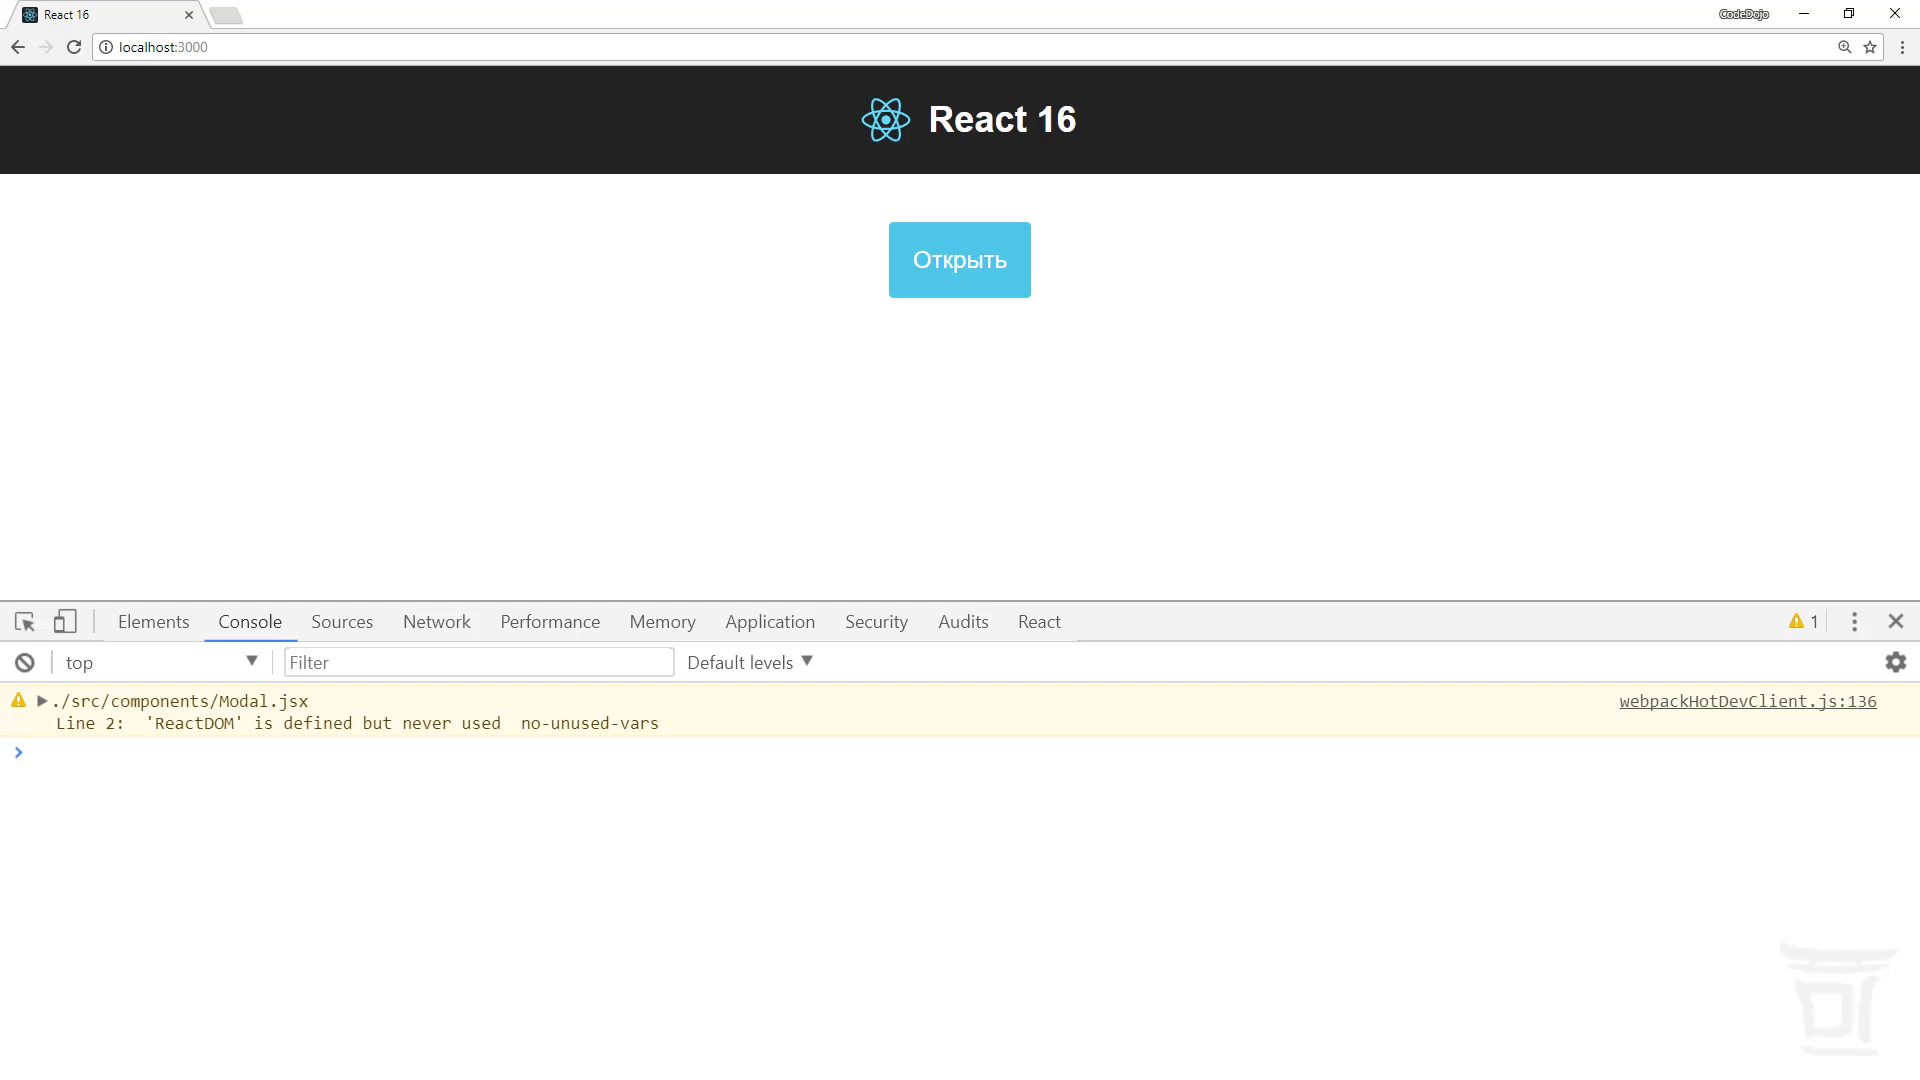 React 16
CodeDojo
localhost:3000
React 16
Открыть
Elements Console Sources Network Performance Memory Application Security Audits React 1
top Filter Default levels
./src/components/Modal.jsx webpackHotDevClient.js:136
Line 2: 'ReactDOM' is defined but never used no-unused-vars